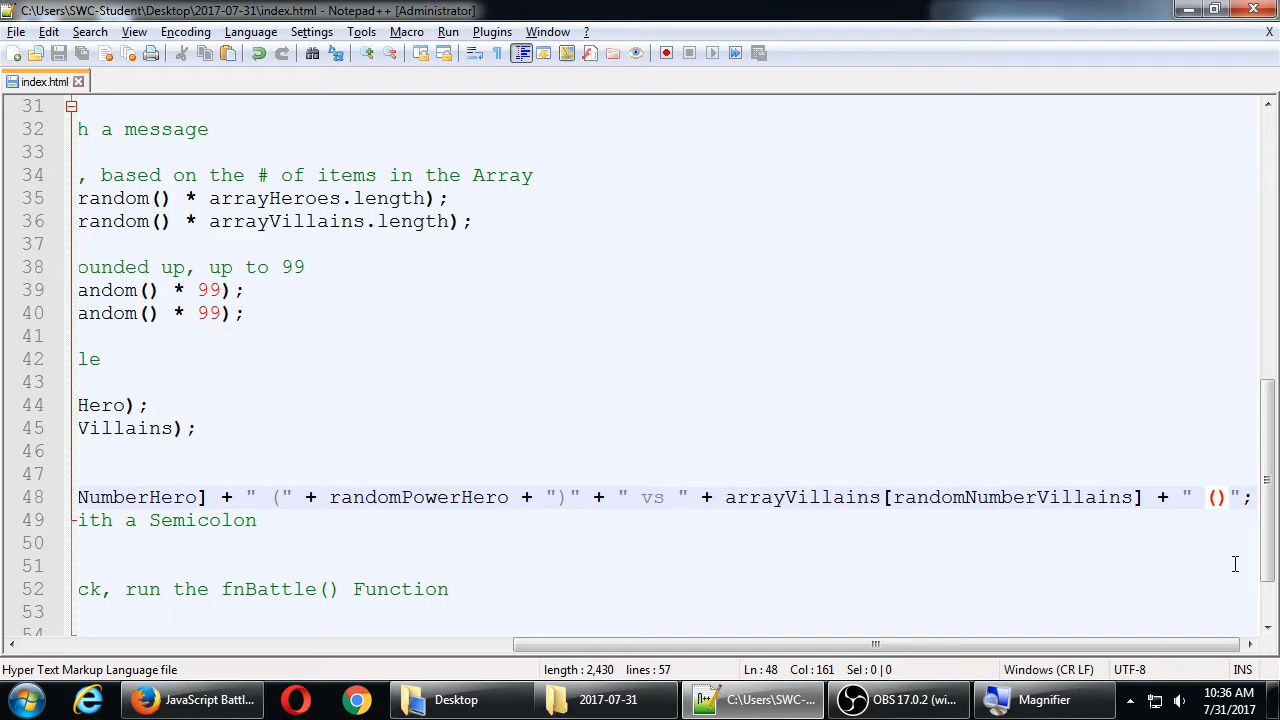 C:\Users\SWC-Student\Desktop\2017-07-31\index.html - Notepad++ [Administrator]
File Edit Search View Encoding Language Settings Tools Macro Run Plugins Window ? X
index.html
31
32 h a message
33
34 , based on the # of items in the Array
35 random() * arrayHeroes.length);
36 random() * arrayVillains.length);
37
38 ounded up, up to 99
39 andom() * 99);
40 andom() * 99);
41
42 le
43
44 Hero);
45 Villains);
46
47
48 NumberHero] + " (" + randomPowerHero + ")" + " vs " + arrayVillains[randomNumberVillains] + " ()";
49 ith a Semicolon
50
51
52 ck, run the fnBattle() Function
53
54
Hyper Text Markup Language file length : 2,430 lines : 57 Ln : 48 Col : 161 Sel : 0 | 0 Windows (CR LF) UTF-8 INS
JavaScript Battl... Desktop 2017-07-31 C:\Users\SWC-... OBS 17.0.2 (wi... Magnifier 10:36 AM
7/31/2017